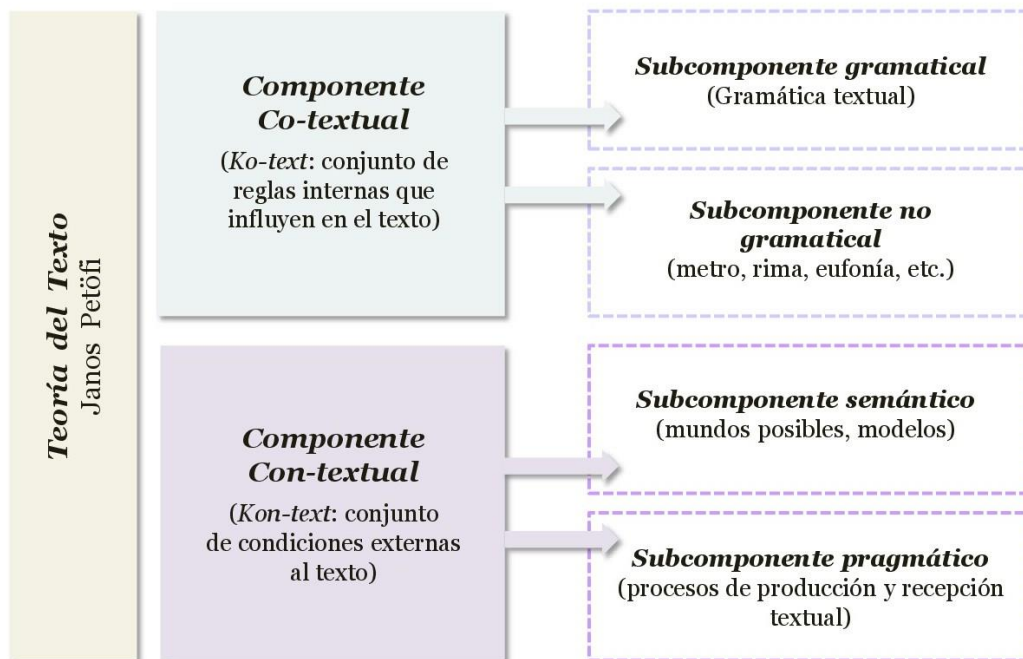 Teoría del Texto
Janos Petöfi
Componente
Co-textual
(Ko-text: conjunto de
reglas internas que
influyen en el texto)
Subcomponente gramatical
(Gramática textual)
Subcomponente no
gramatical
(metro, rima, eufonía, etc.)
Componente
Con-textual
(Kon-text: conjunto
de condiciones externas
al texto)
Subcomponente semántico
(mundos posibles, modelos)
Subcomponente pragmático
(procesos de producción y recepción
textual)